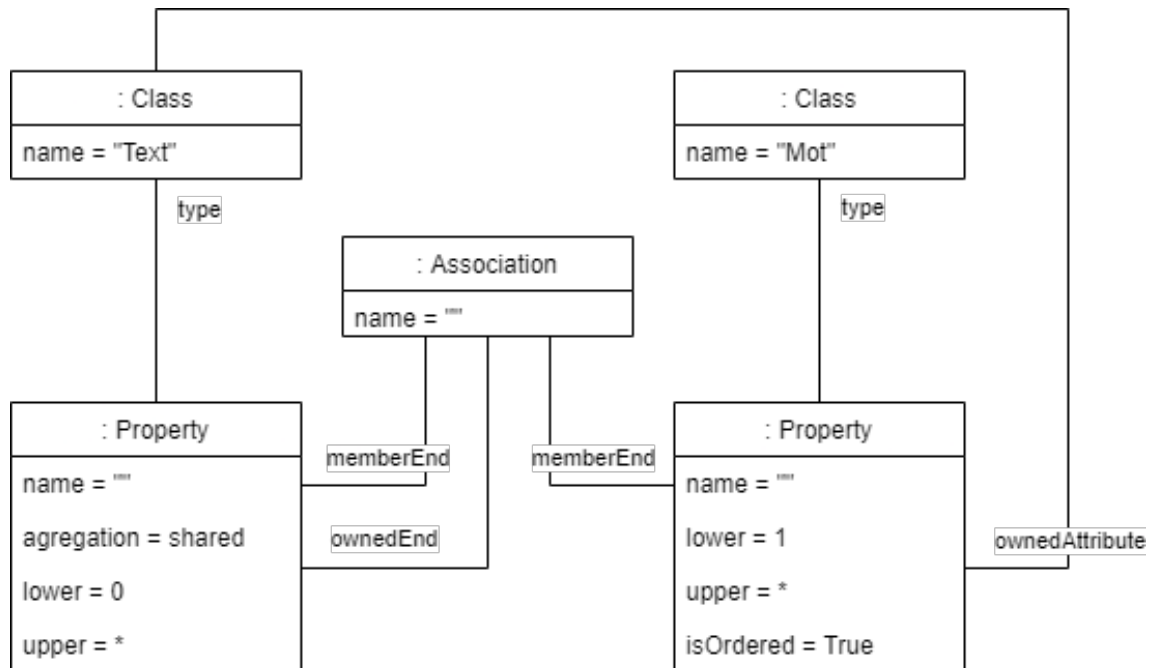 : Class
name = "Text"
type
: Class
name = "Mot"
type
: Association
name = ""
memberEnd
memberEnd
ownedEnd
ownedAttribute
: Property
name = ""
agregation = shared
lower = 0
upper = *
: Property
name = ""
lower = 1
upper = *
isOrdered = True